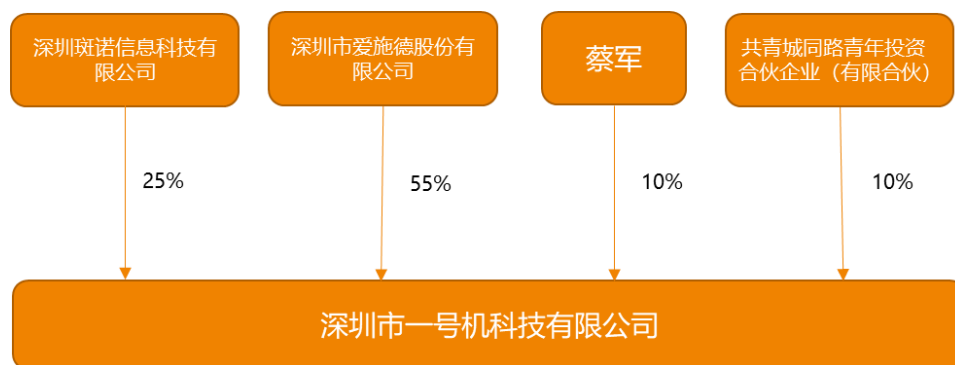 深圳斑诺信息科技有
限公司
深圳市爱施德股份有
限公司
蔡军
共青城同路青年投资
合伙企业（有限合伙）
25%
55%
10%
10%
深圳市一号机科技有限公司